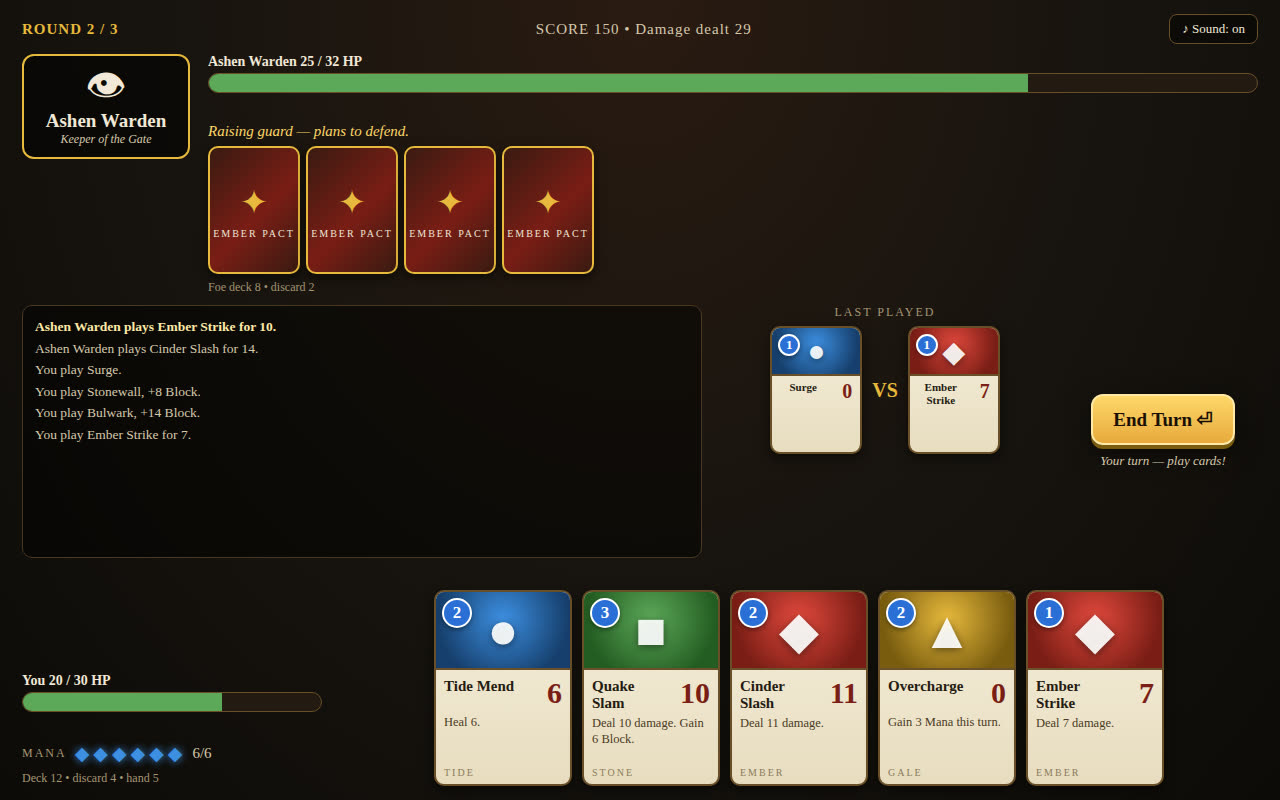 ROUND 2 / 3
SCORE 150 • Damage dealt 29
♪ Sound: on
Ashen Warden
Keeper of the Gate
Ashen Warden 25 / 32 HP
Raising guard — plans to defend.
EMBER PACT
EMBER PACT
EMBER PACT
EMBER PACT
Foe deck 8 • discard 2
Ashen Warden plays Ember Strike for 10.
Ashen Warden plays Cinder Slash for 14.
You play Surge.
You play Stonewall, +8 Block.
You play Bulwark, +14 Block.
You play Ember Strike for 7.
LAST PLAYED
1
Surge 0
VS
1
Ember 7
Strike
End Turn ⏎
Your turn — play cards!
You 20 / 30 HP
MANA 6/6
Deck 12 • discard 4 • hand 5
2
Tide Mend 6
Heal 6.
TIDE
3
Quake 10
Slam
Deal 10 damage. Gain
6 Block.
STONE
2
Cinder 11
Slash
Deal 11 damage.
EMBER
2
Overcharge 0
Gain 3 Mana this turn.
GALE
1
Ember 7
Strike
Deal 7 damage.
EMBER